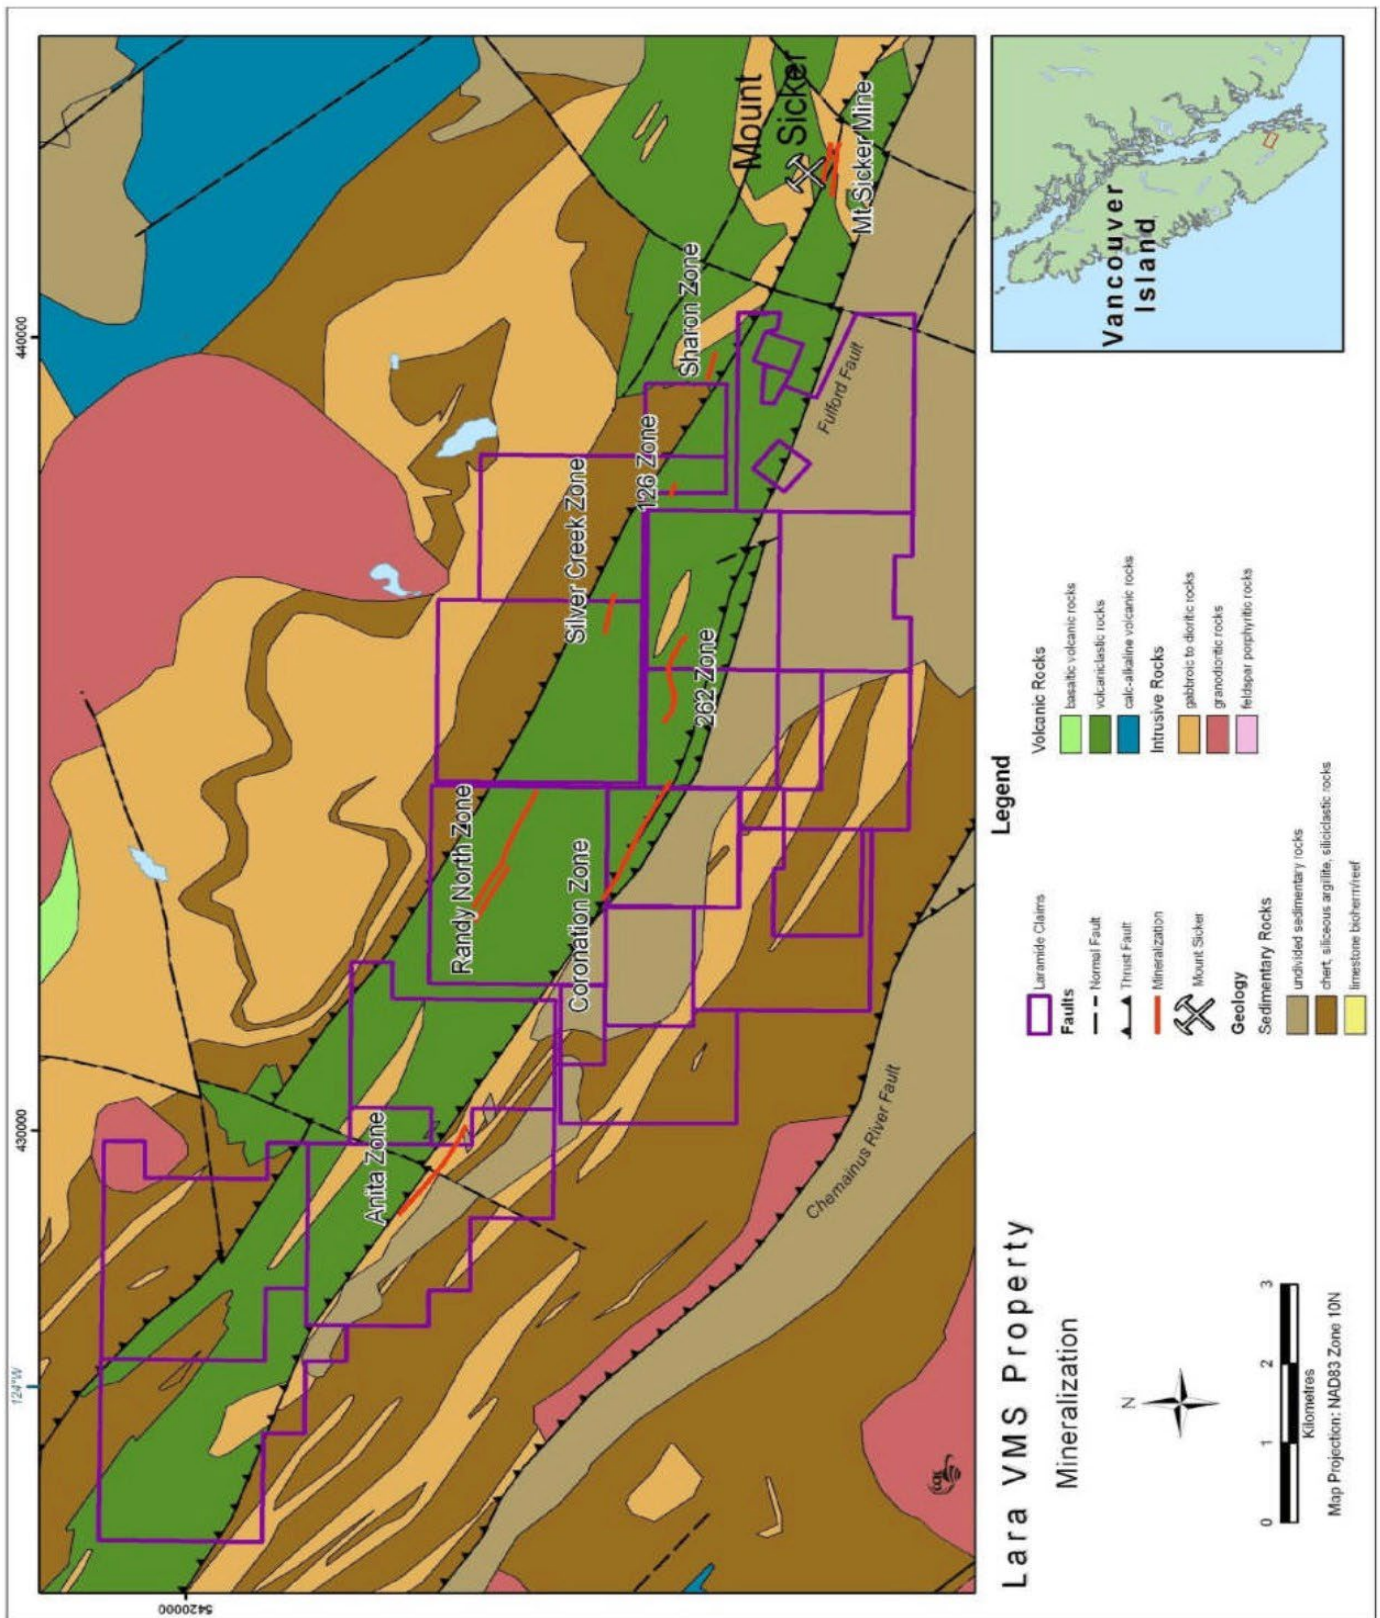 440000
430000
124°W
5420000
Mount
Sicker
Mt Sicker Mine
Sharon Zone
126 Zone
Silver Creek Zone
262 Zone
Randy North Zone
Coronation Zone
Anita Zone
Fulford Fault
Chemainus River Fault
Vancouver
Island
Lara VMS Property
Mineralization
N
0 1 2 3
Kilometres
Map Projection: NAD83 Zone 10N
Legend
Laramide Claims
Faults
Normal Fault
Thrust Fault
Mineralization
Mount Sicker
Geology
Sedimentary Rocks
undivided sedimentary rocks
chert, siliceous argillite, siliciclastic rocks
limestone bioherm/reef
Volcanic Rocks
basaltic volcanic rocks
volcaniclastic rocks
calc-alkaline volcanic rocks
Intrusive Rocks
gabbroic to dioritic rocks
granodioritic rocks
feldspar porphyritic rocks